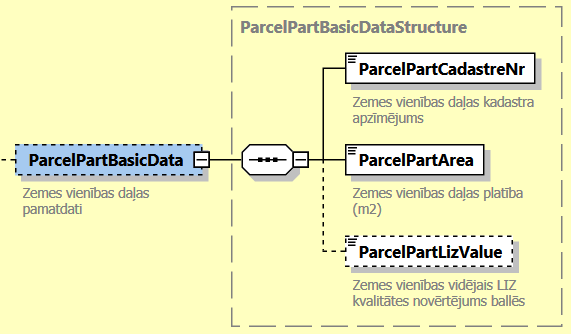 ParcelPartBasicDataStructure
ParcelPartCadastreNr
Zemes vienības daļas kadastra
apzīmējums
ParcelPartBasicData
Zemes vienības daļas
pamatdati
ParcelPartArea
Zemes vienības daļas platība
(m2)
ParcelPartLizValue
Zemes vienības vidējais LIZ
kvalitātes novērtējums ballēs